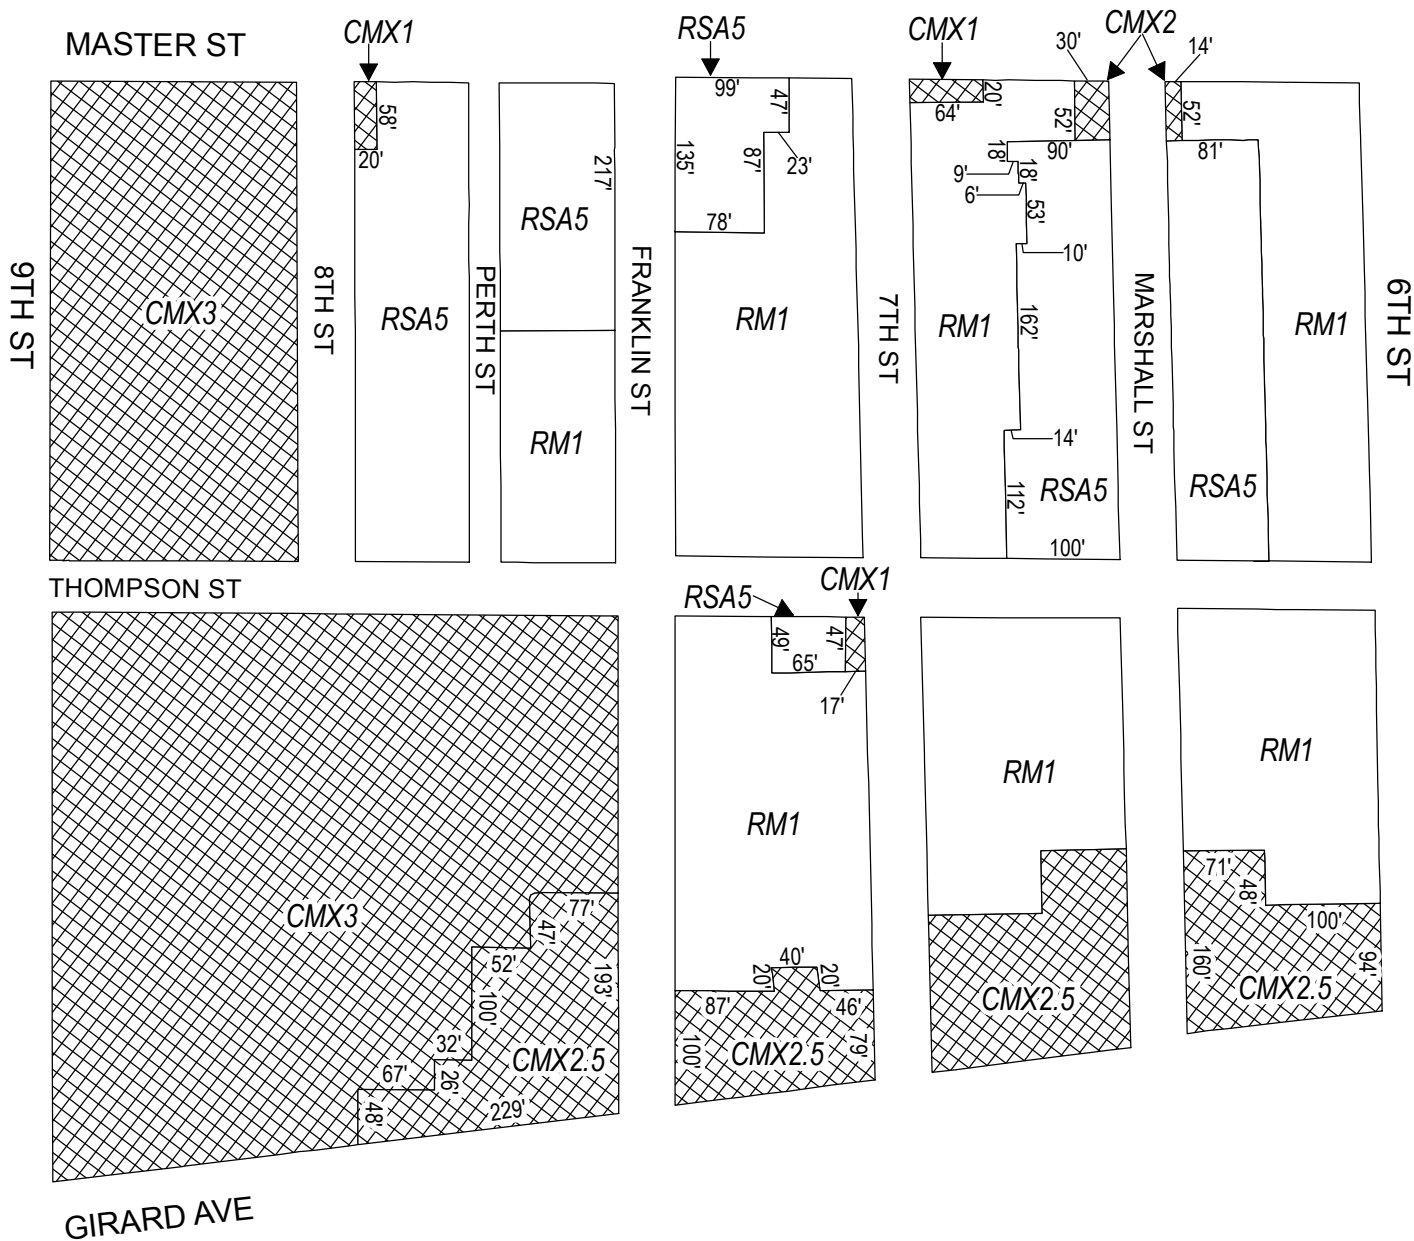 MASTER ST
CMX1
RSA5
CMX1
CMX2
30'
14'
58'
20'
99'
47'
135'
87'
23'
78'
20'
64'
52'
52'
18'
90'
81'
9'
18'
6'
53'
10'
162'
14'
112'
100'
217'
9TH ST
CMX3
8TH ST
RSA5
PERTH ST
RSA5
RM1
FRANKLIN ST
RM1
7TH ST
RM1
RSA5
MARSHALL ST
RSA5
RM1
6TH ST
THOMPSON ST
RSA5
CMX1
49'
47'
65'
17'
RM1
RM1
RM1
CMX3
77'
47'
52'
193'
100'
32'
CMX2.5
67'
26'
48'
229'
40'
20'
20'
87'
46'
100'
CMX2.5
79'
CMX2.5
71'
48'
100'
160'
94'
CMX2.5
GIRARD AVE